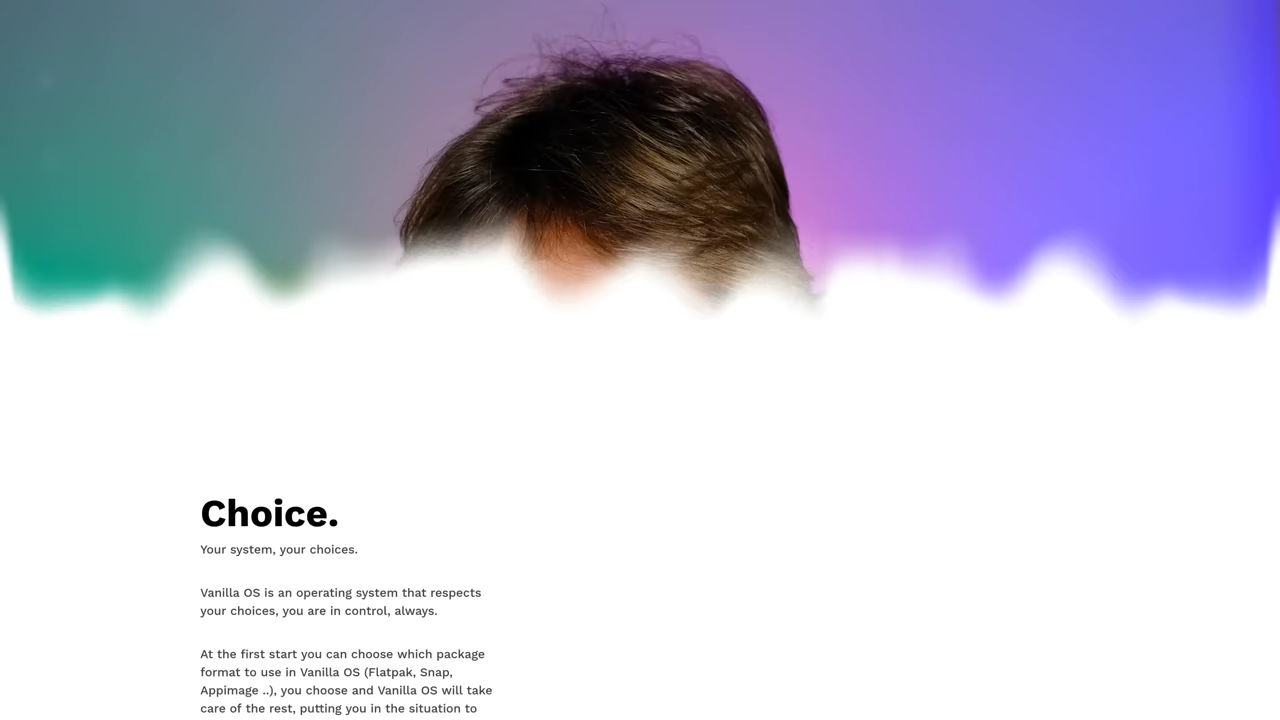 Choice.
Your system, your choices.
Vanilla OS is an operating system that respects
your choices, you are in control, always.
At the first start you can choose which package
format to use in Vanilla OS (Flatpak, Snap,
Appimage ..), you choose and Vanilla OS will take
care of the rest, putting you in the situation to